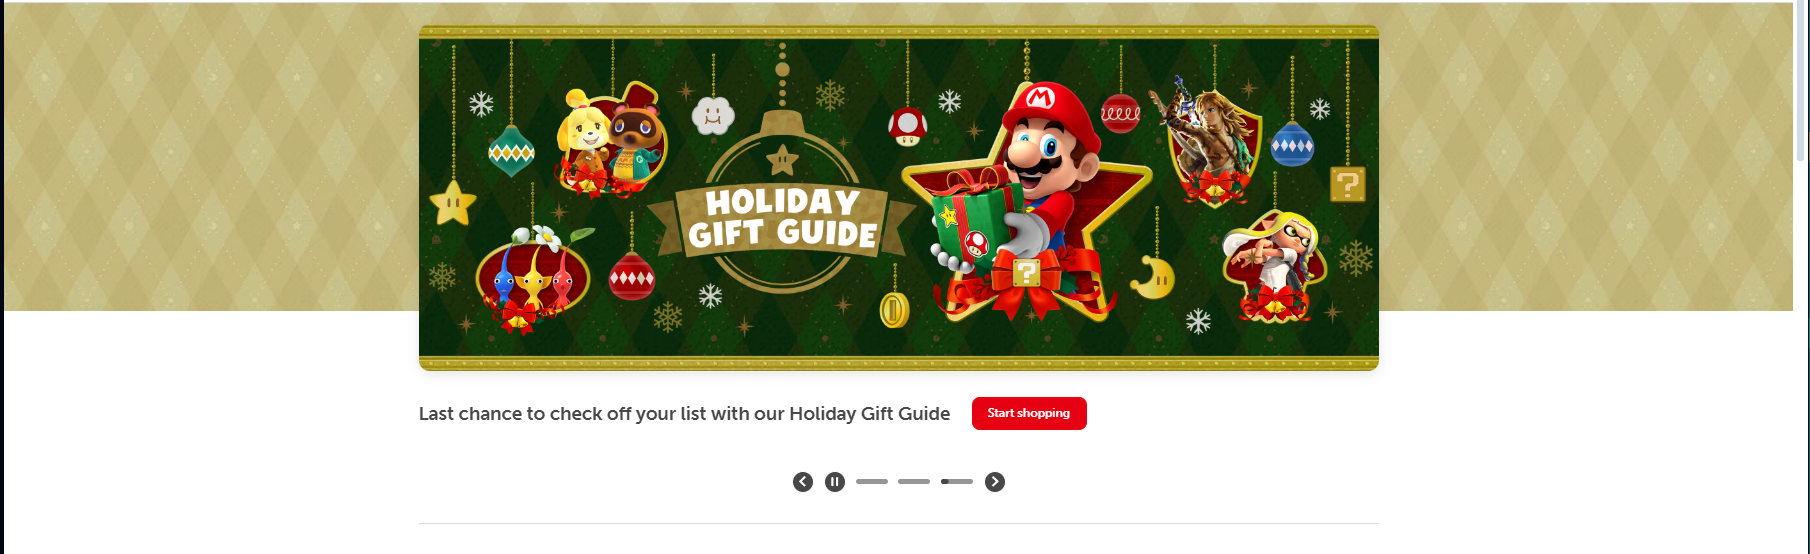 HOLIDAY
GIFT GUIDE
M
?
?
Last chance to check off your list with our Holiday Gift Guide
Start shopping